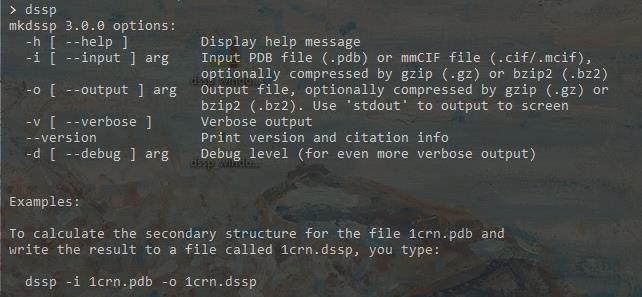 > dssp
mkdssp 3.0.0 options:
-h [ --help ] Display help message
-i [ --input ] arg Input PDB file (.pdb) or mmCIF file (.cif/.mcif),
optionally compressed by gzip (.gz) or bzip2 (.bz2)
-o [ --output ] arg Output file, optionally compressed by gzip (.gz) or
bzip2 (.bz2). Use 'stdout' to output to screen
-v [ --verbose ] Verbose output
--version Print version and citation info
-d [ --debug ] arg Debug level (for even more verbose output)
Examples:
To calculate the secondary structure for the file 1crn.pdb and
write the result to a file called 1crn.dssp, you type:
dssp -i 1crn.pdb -o 1crn.dssp